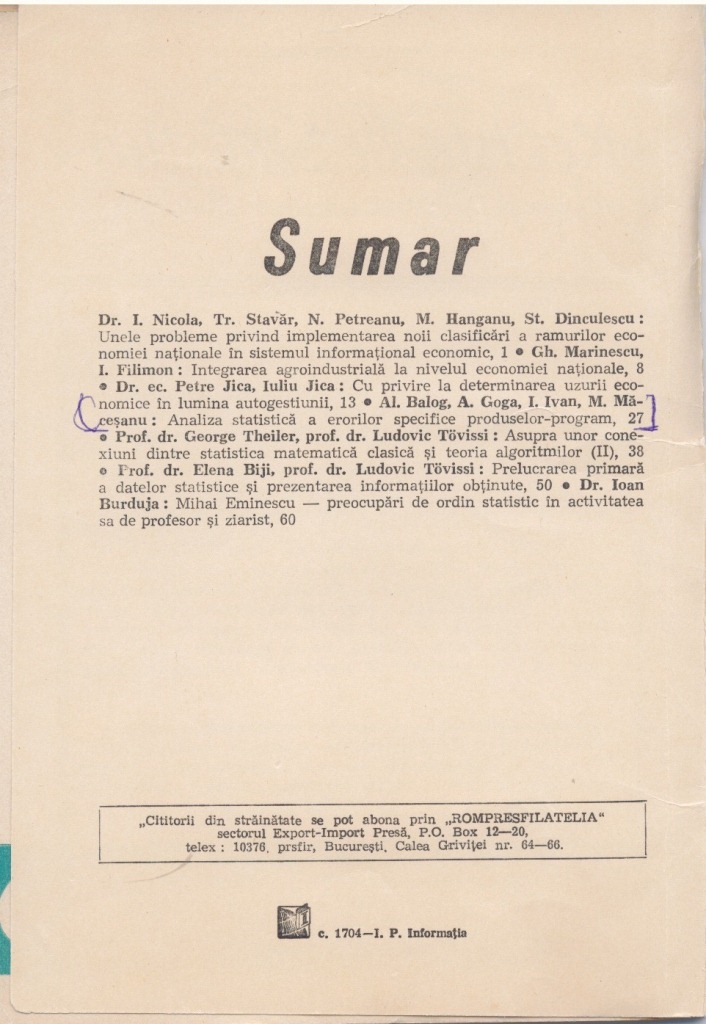 Sumar
Dr. I. Nicola, Tr. Stavăr, N. Petreanu, M. Hanganu, St. Dinculescu :
Unele probleme privind implementarea noii clasificări a ramurilor eco-
nomiei naționale în sistemul informațional economic, 1 • Gh. Marinescu,
I. Filimon : Integrarea agroindustrială la nivelul economiei naționale, 8
• Dr. ec. Petre Jica, Iuliu Jica : Cu privire la determinarea uzurii eco-
nomice în lumina autogestiunii, 13 • Al. Balog, A. Goga, I. Ivan, M. Mă-
ceșanu : Analiza statistică a erorilor specifice produselor-program, 27
• Prof. dr. George Theiler, prof. dr. Ludovic Tövissi : Asupra unor cone-
xiuni dintre statistica matematică clasică și teoria algoritmilor (II), 38
• Prof. dr. Elena Biji, prof. dr. Ludovic Tövissi : Prelucrarea primară
a datelor statistice și prezentarea informațiilor obținute, 50 • Dr. Ioan
Burduja : Mihai Eminescu — preocupări de ordin statistic în activitatea
sa de profesor și ziarist, 60
„Cititorii din străinătate se pot abona prin „ROMPRESFILATELIA“
sectorul Export-Import Presă, P.O. Box 12—20,
telex : 10376, prsfir, București, Calea Griviței nr. 64—66.
c. 1704—I. P. Informația